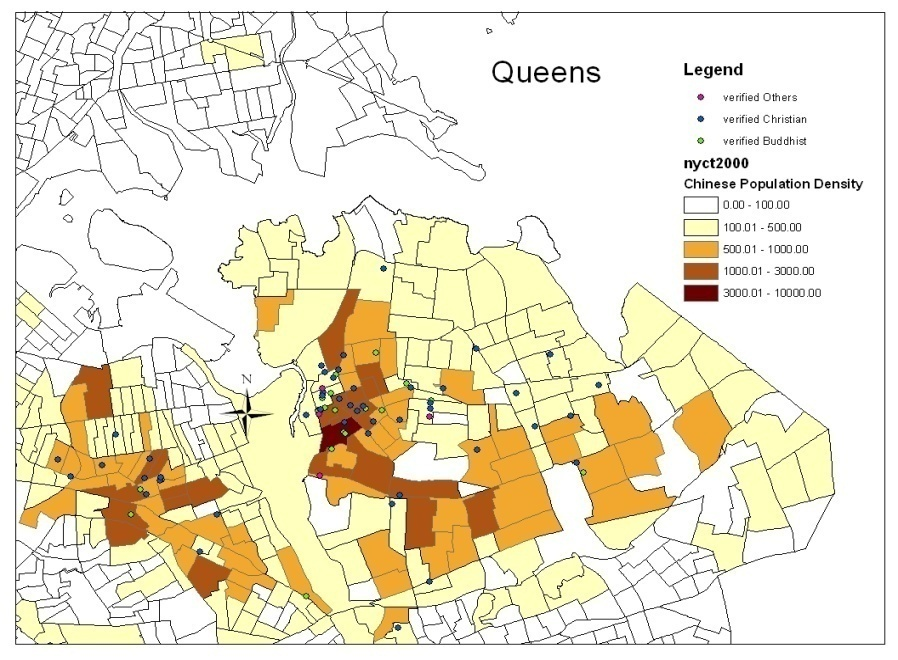 Queens
Legend
verified Others
verified Christian
verified Buddhist
nyct2000
Chinese Population Density
0.00 - 100.00
100.01 - 500.00
500.01 - 1000.00
1000.01 - 3000.00
3000.01 - 10000.00
N